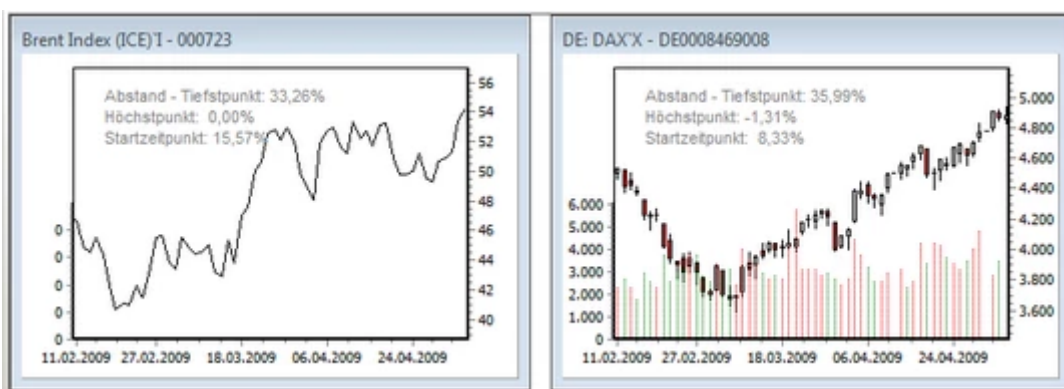 Brent Index (ICE)'I - 000723
Abstand - Tiefstpunkt: 33,26%
Höchstpunkt: 0,00%
Startzeitpunkt: 15,57%
56
54
52
50
48
46
44
42
40
0
0
0
0
0
11.02.2009 27.02.2009 18.03.2009 06.04.2009 24.04.2009
DE: DAX'X - DE0008469008
Abstand - Tiefstpunkt: 35,99%
Höchstpunkt: -1,31%
Startzeitpunkt: 8,33%
6.000
5.000
4.000
3.000
2.000
1.000
0
5.000
4.800
4.600
4.400
4.200
4.000
3.800
3.600
11.02.2009 27.02.2009 18.03.2009 06.04.2009 24.04.2009